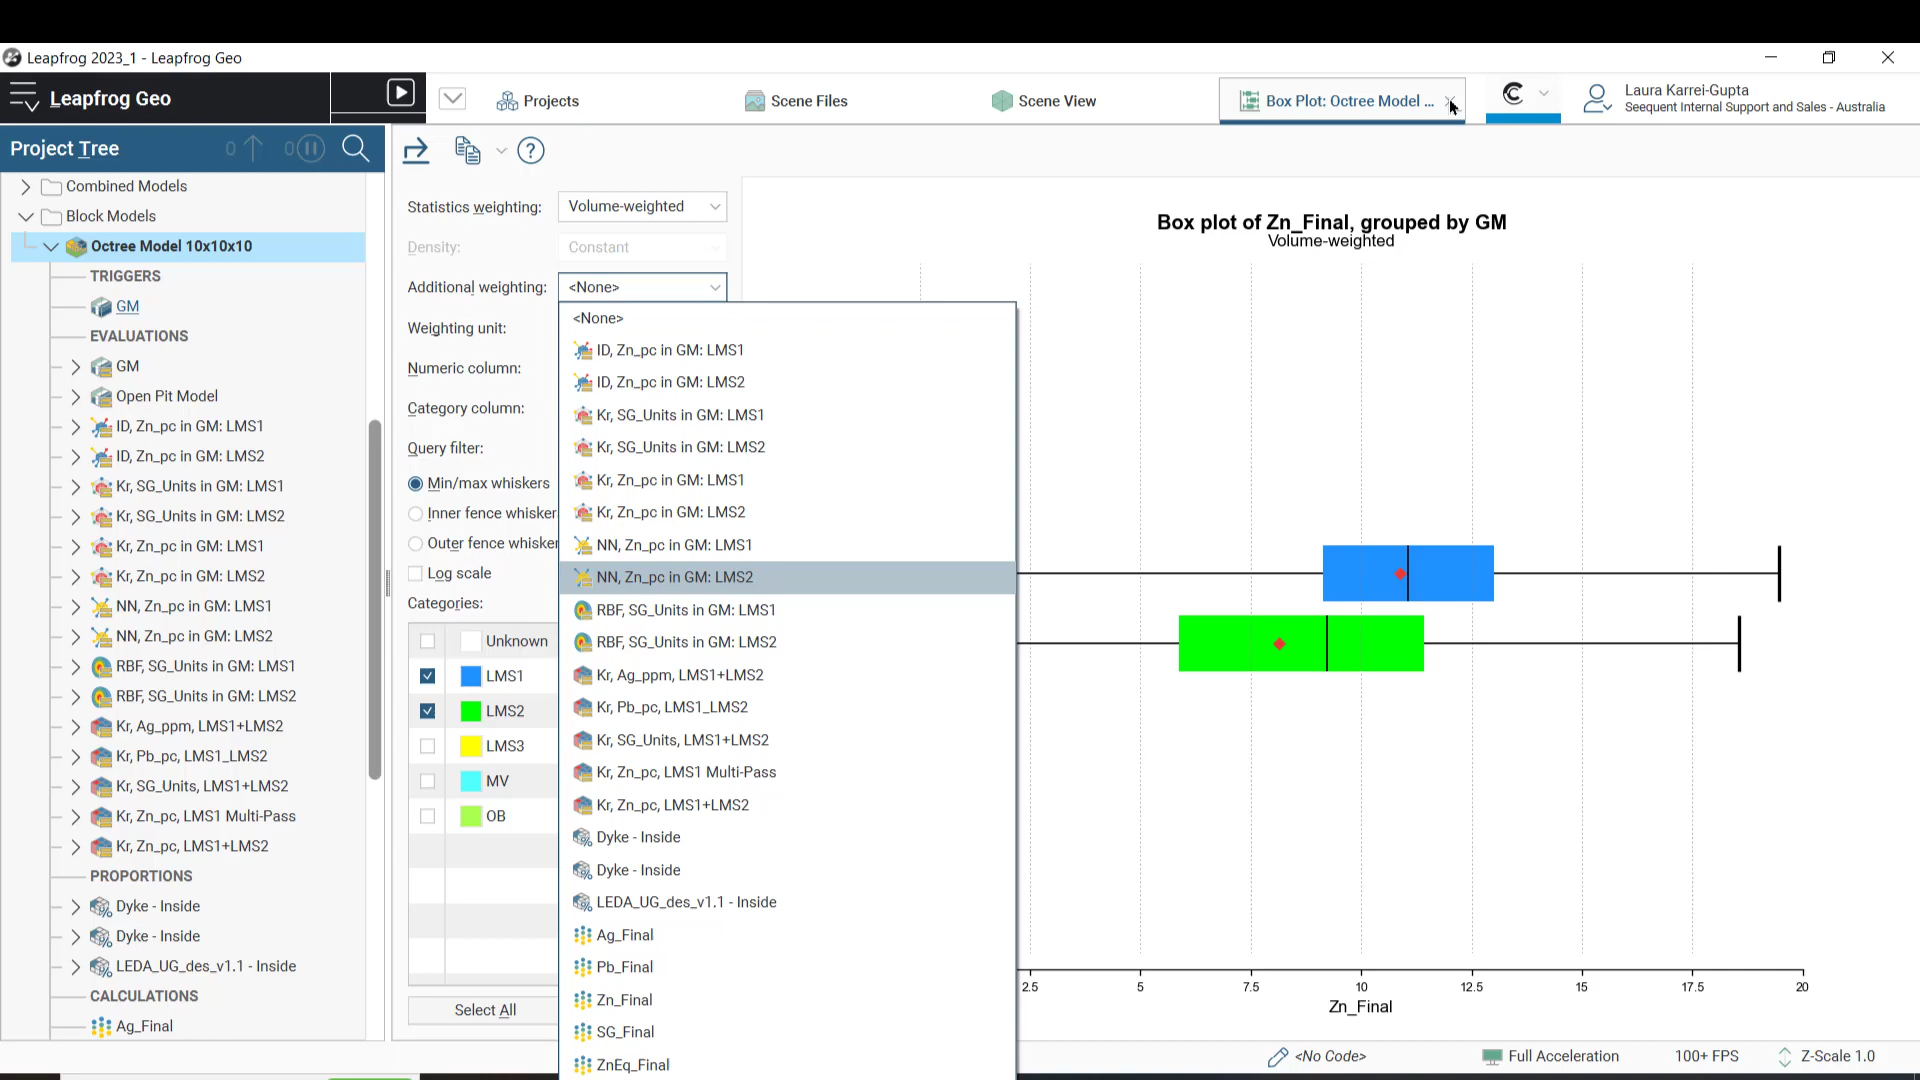 Leapfrog 2023_1 - Leapfrog Geo
Leapfrog Geo
Projects
Scene Files
Scene View
Box Plot: Octree Model ...
Laura Karrei-Gupta
Seequent Internal Support and Sales - Australia
Project Tree
0
0
Combined Models
Block Models
Octree Model 10x10x10
TRIGGERS
GM
EVALUATIONS
GM
Open Pit Model
ID, Zn_pc in GM: LMS1
ID, Zn_pc in GM: LMS2
Kr, SG_Units in GM: LMS1
Kr, SG_Units in GM: LMS2
Kr, Zn_pc in GM: LMS1
Kr, Zn_pc in GM: LMS2
NN, Zn_pc in GM: LMS1
NN, Zn_pc in GM: LMS2
RBF, SG_Units in GM: LMS1
RBF, SG_Units in GM: LMS2
Kr, Ag_ppm, LMS1+LMS2
Kr, Pb_pc, LMS1_LMS2
Kr, SG_Units, LMS1+LMS2
Kr, Zn_pc, LMS1 Multi-Pass
Kr, Zn_pc, LMS1+LMS2
PROPORTIONS
Dyke - Inside
Dyke - Inside
LEDA_UG_des_v1.1 - Inside
CALCULATIONS
Ag_Final
Statistics weighting: Volume-weighted
Density: Constant
Additional weighting: <None>
Weighting unit:
Numeric column:
Category column:
Query filter:
Min/max whiskers
Inner fence whisker
Outer fence whisker
Log scale
Categories:
Unknown
LMS1
LMS2
LMS3
MV
OB
Select All
<None>
ID, Zn_pc in GM: LMS1
ID, Zn_pc in GM: LMS2
Kr, SG_Units in GM: LMS1
Kr, SG_Units in GM: LMS2
Kr, Zn_pc in GM: LMS1
Kr, Zn_pc in GM: LMS2
NN, Zn_pc in GM: LMS1
NN, Zn_pc in GM: LMS2
RBF, SG_Units in GM: LMS1
RBF, SG_Units in GM: LMS2
Kr, Ag_ppm, LMS1+LMS2
Kr, Pb_pc, LMS1_LMS2
Kr, SG_Units, LMS1+LMS2
Kr, Zn_pc, LMS1 Multi-Pass
Kr, Zn_pc, LMS1+LMS2
Dyke - Inside
Dyke - Inside
LEDA_UG_des_v1.1 - Inside
Ag_Final
Pb_Final
Zn_Final
SG_Final
ZnEq_Final
Box plot of Zn_Final, grouped by GM
Volume-weighted
2.5 5 7.5 10 12.5 15 17.5 20
Zn_Final
<No Code>
Full Acceleration
100+ FPS
Z-Scale 1.0